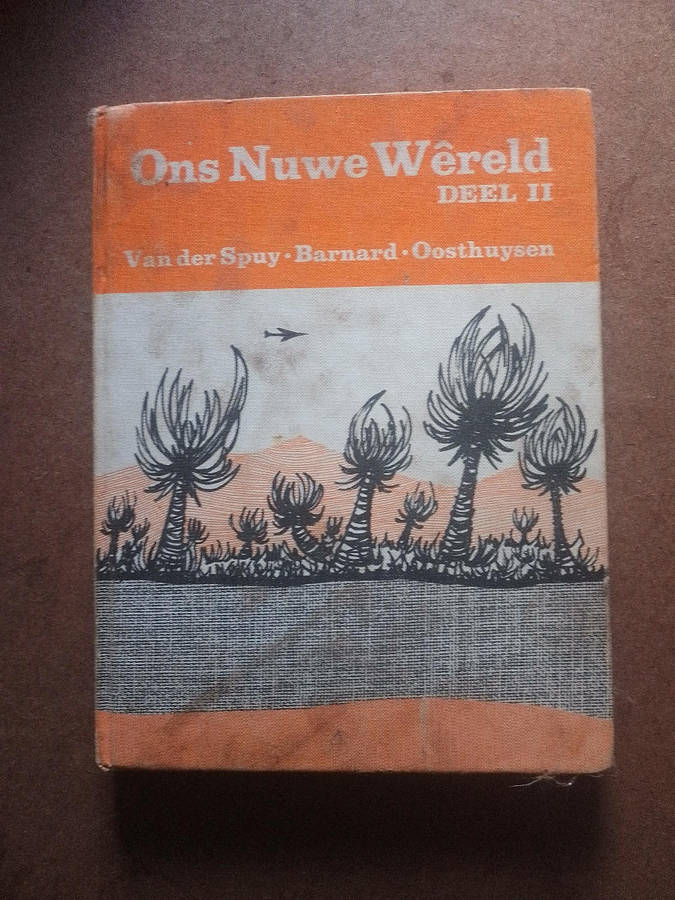 Ons Nuwe Wêreld
DEEL II
Van der Spuy · Barnard · Oosthuysen